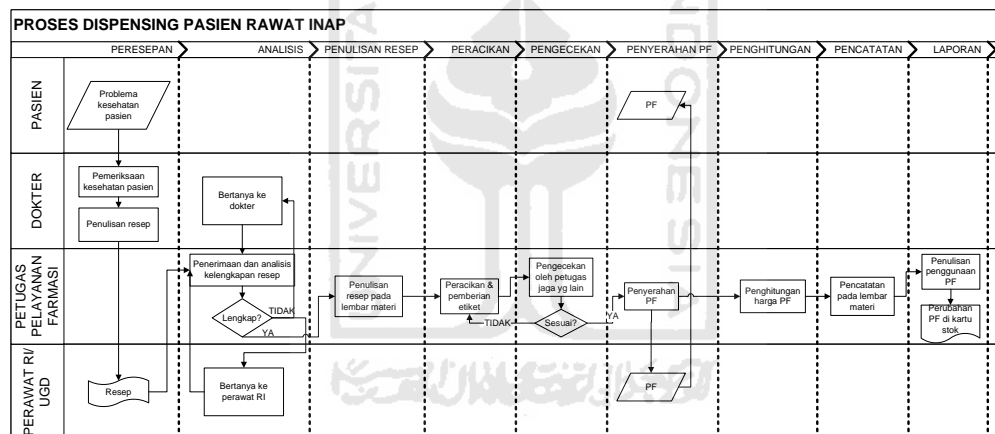 PROSES DISPENSING PASIEN RAWAT INAP
PERESEPAN
ANALISIS
PENULISAN RESEP
PERACIKAN
PENGECEKAN
PENYERAHAN PF
PENGHITUNGAN
PENCATATAN
LAPORAN
PASIEN
Problema
kesehatan
pasien
PF
DOKTER
Pemeriksaan
kesehatan pasien
Penulisan resep
Bertanya ke
dokter
PETUGAS
PELAYANAN
FARMASI
Penerimaan dan analisis
kelengkapan resep
Lengkap?
TIDAK
YA
Penulisan
resep pada
lembar materi
Peracikan &
pemberian
etiket
Pengecekan
oleh petugas
jaga yg lain
Sesuai?
TIDAK
YA
Penyerahan
PF
Penghitungan
harga PF
Pencatatan
pada lembar
materi
Penulisan
penggunaan
PF
Perubahan
PF di kartu
stok
PERAWAT RI/
UGD
Resep
Bertanya ke
perawat RI
PF